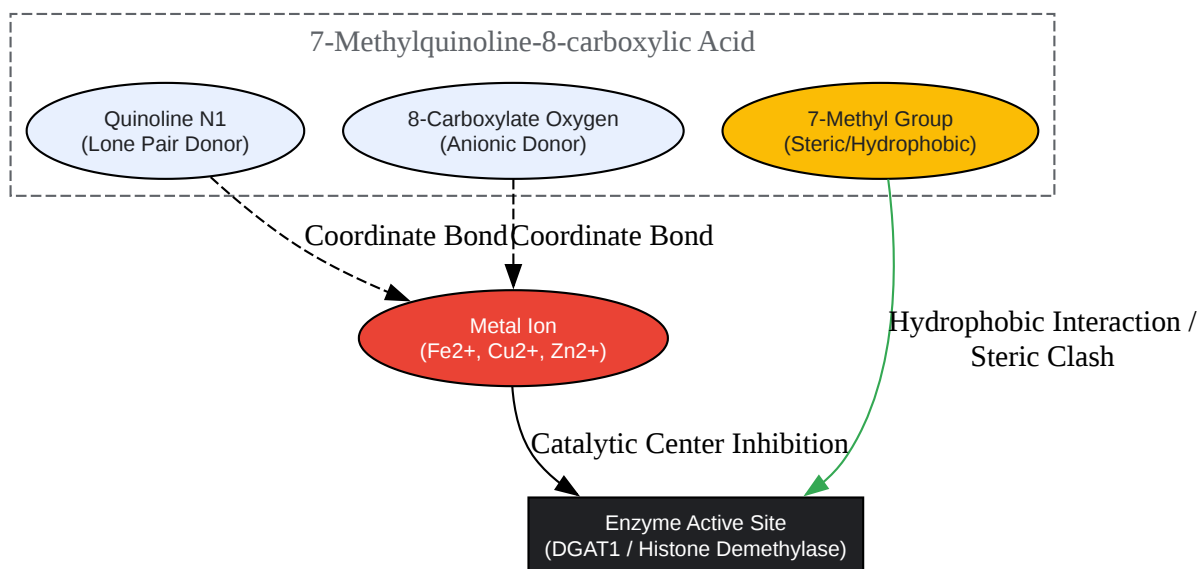 7-Methylquinoline-8-carboxylic Acid
Quinoline N1
(Lone Pair Donor)
8-Carboxylate Oxygen
(Anionic Donor)
7-Methyl Group
(Steric/Hydrophobic)
Coordinate Bond
Coordinate Bond
Metal Ion
(Fe2+, Cu2+, Zn2+)
Hydrophobic Interaction /
Steric Clash
Catalytic Center Inhibition
Enzyme Active Site
(DGAT1 / Histone Demethylase)